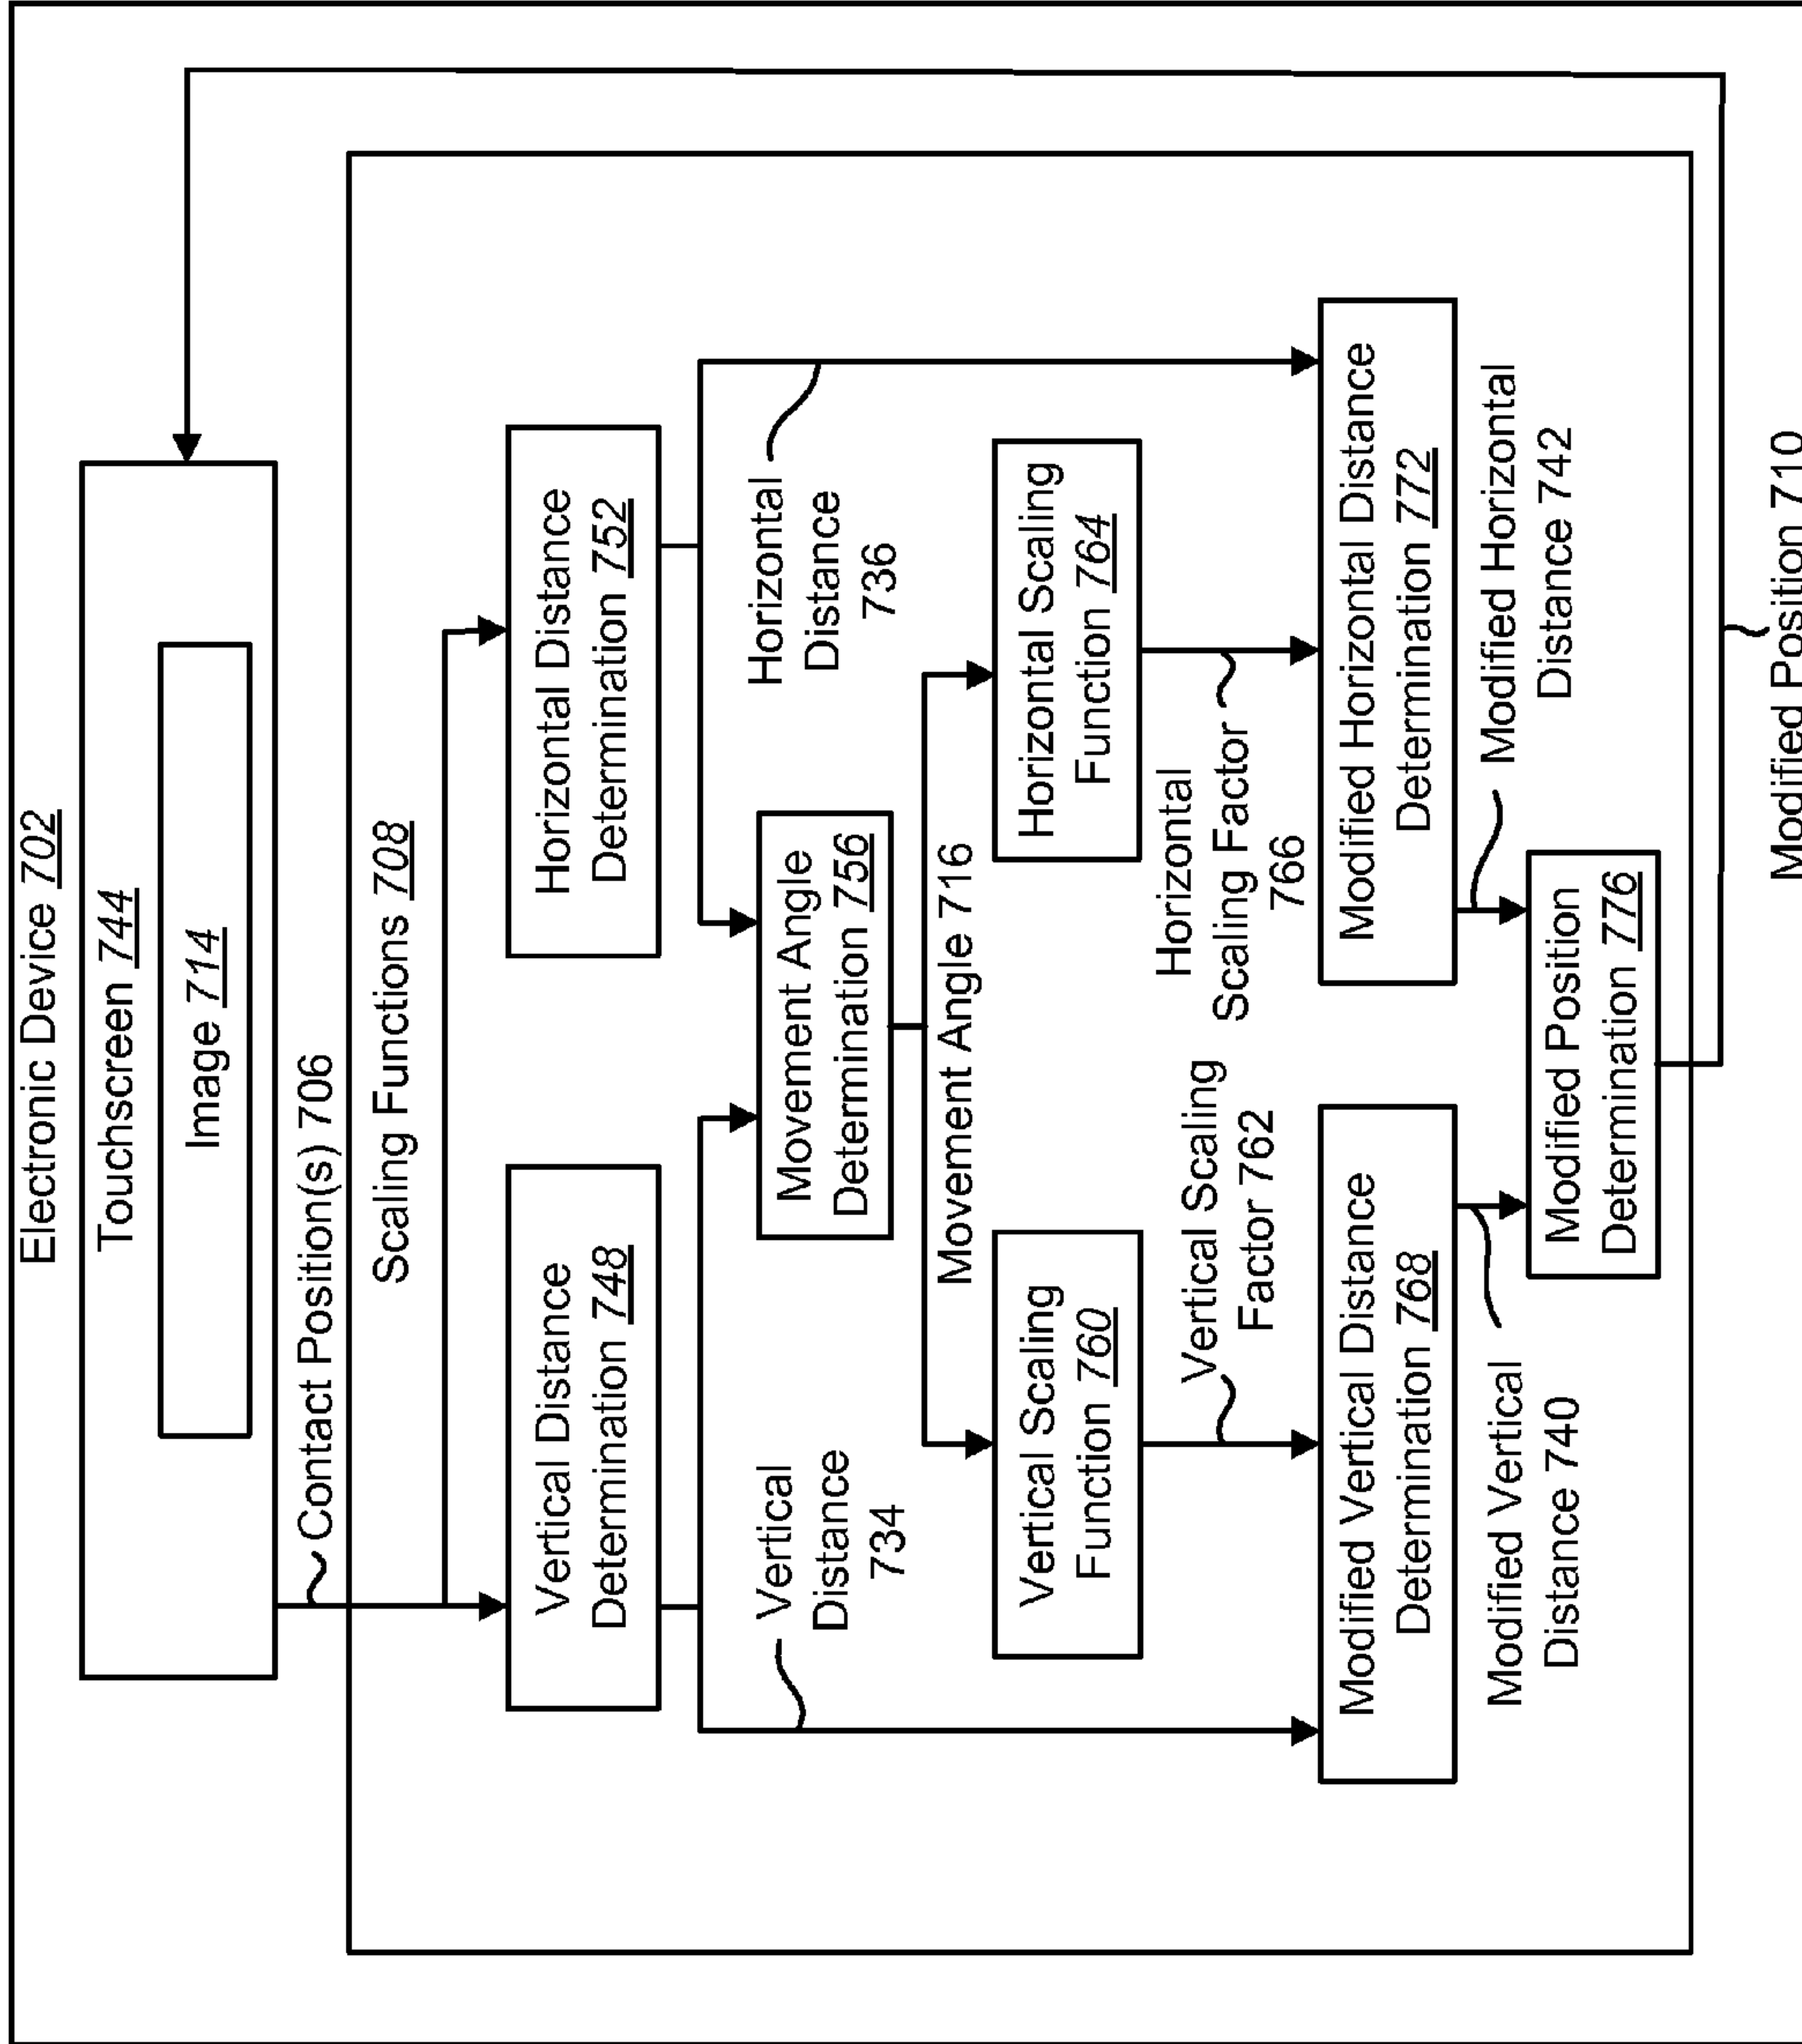 Electronic Device 702
Touchscreen 744
Image 714
Contact Position(s) 706
Scaling Functions 708
Vertical Distance
Determination 748
Horizontal Distance
Determination 752
Vertical
Distance
734
Movement Angle
Determination 756
Horizontal
Distance
736
Movement Angle 716
Vertical Scaling
Function 760
Horizontal Scaling
Function 764
Vertical Scaling
Factor 762
Horizontal
Scaling Factor
766
Modified Vertical Distance
Determination 768
Modified Horizontal Distance
Determination 772
Modified Vertical
Distance 740
Modified Horizontal
Distance 742
Modified Position
Determination 776
Modified Position 710